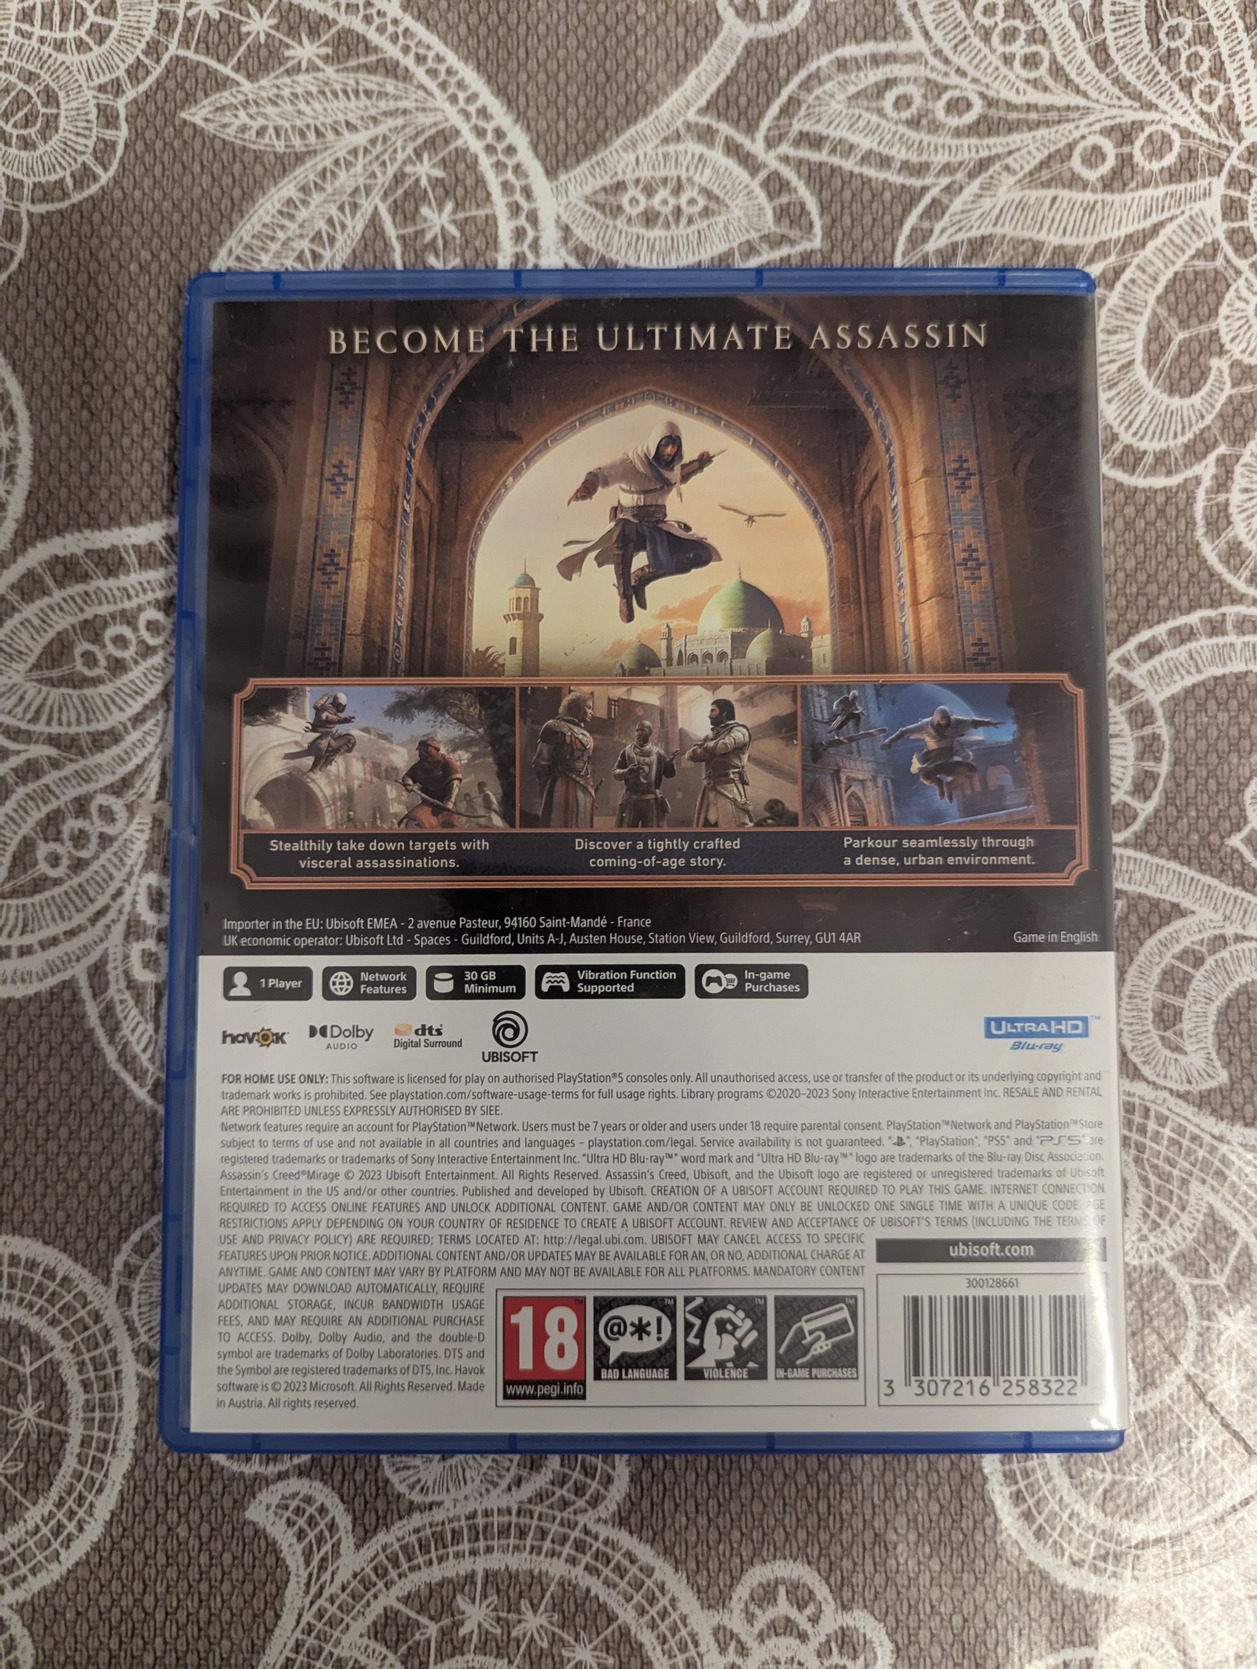 BECOME THE ULTIMATE ASSASSIN
Stealthily take down targets with
visceral assassinations.
Discover a tightly crafted
coming-of-age story.
Parkour seamlessly through
a dense, urban environment.
Importer in the EU: Ubisoft EMEA - 2 avenue Pasteur, 94160 Saint-Mandé - France
UK economic operator: Ubisoft Ltd - Spaces - Guildford, Units A-J, Austen House, Station View, Guildford, Surrey, GU1 4AR
Game in English
1 Player
Network
Features
30 GB
Minimum
Vibration Function
Supported
In-game
Purchases
havok
Dolby
AUDIO
dts
Digital Surround
UBISOFT
ULTRA HD™
Blu-ray
FOR HOME USE ONLY: This software is licensed for play on authorised PlayStation®5 consoles only. All unauthorised access, use or transfer of the product or its underlying copyright and
trademark works is prohibited. See playstation.com/software-usage-terms for full usage rights. Library programs ©2020–2023 Sony Interactive Entertainment Inc. RESALE AND RENTAL
ARE PROHIBITED UNLESS EXPRESSLY AUTHORISED BY SIEE.
Network features require an account for PlayStation™Network. Users must be 7 years or older and users under 18 require parental consent. PlayStation™Network and PlayStation™Store
subject to terms of use and not available in all countries and languages – playstation.com/legal. Service availability is not guaranteed. "", "PlayStation", "PS5" and "PS5" are
registered trademarks or trademarks of Sony Interactive Entertainment Inc. "Ultra HD Blu-ray™" word mark and "Ultra HD Blu-ray™" logo are trademarks of the Blu-ray Disc Association.
Assassin's Creed®Mirage © 2023 Ubisoft Entertainment. All Rights Reserved. Assassin's Creed, Ubisoft, and the Ubisoft logo are registered or unregistered trademarks of Ubisoft
Entertainment in the US and/or other countries. Published and developed by Ubisoft. CREATION OF A UBISOFT ACCOUNT REQUIRED TO PLAY THIS GAME. INTERNET CONNECTION
REQUIRED TO ACCESS ONLINE FEATURES AND UNLOCK ADDITIONAL CONTENT. GAME AND/OR CONTENT MAY ONLY BE UNLOCKED ONE SINGLE TIME WITH A UNIQUE CODE. AGE
RESTRICTIONS APPLY DEPENDING ON YOUR COUNTRY OF RESIDENCE TO CREATE A UBISOFT ACCOUNT. REVIEW AND ACCEPTANCE OF UBISOFT'S TERMS (INCLUDING THE TERMS OF
USE AND PRIVACY POLICY) ARE REQUIRED; TERMS LOCATED AT: http://legal.ubi.com. UBISOFT MAY CANCEL ACCESS TO SPECIFIC
FEATURES UPON PRIOR NOTICE. ADDITIONAL CONTENT AND/OR UPDATES MAY BE AVAILABLE FOR AN, OR NO, ADDITIONAL CHARGE AT
ANYTIME. GAME AND CONTENT MAY VARY BY PLATFORM AND MAY NOT BE AVAILABLE FOR ALL PLATFORMS. MANDATORY CONTENT
UPDATES MAY DOWNLOAD AUTOMATICALLY, REQUIRE
ADDITIONAL STORAGE, INCUR BANDWIDTH USAGE
FEES, AND MAY REQUIRE AN ADDITIONAL PURCHASE
TO ACCESS. Dolby, Dolby Audio, and the double-D
symbol are trademarks of Dolby Laboratories. DTS and
the Symbol are registered trademarks of DTS, Inc. Havok
software is © 2023 Microsoft. All Rights Reserved. Made
in Austria. All rights reserved.
18
www.pegi.info
@*!
BAD LANGUAGE
VIOLENCE
IN-GAME PURCHASES
ubisoft.com
300128661
3 307216 258322